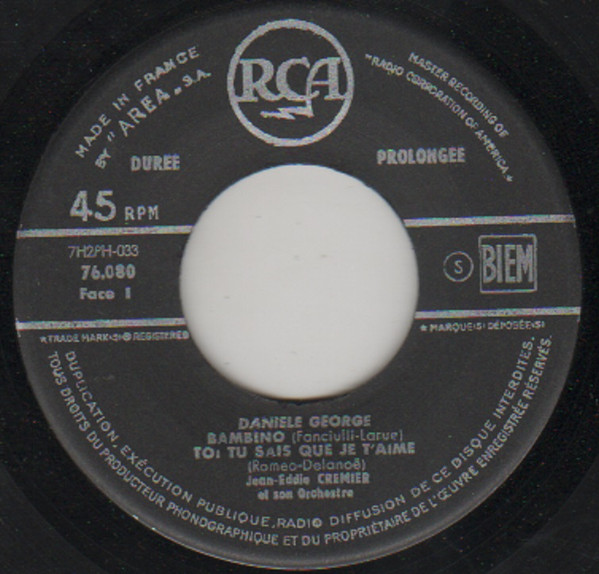 RCA
MADE IN FRANCE
BY "AREA" S.A.
MASTER RECORDING OF
"RADIO CORPORATION OF AMERICA."
DUREE
PROLONGEE
45 RPM
7H2PH-033
76.080
Face 1
S
BIEM
★TRADE MARK(S)® REGISTERED
★MARQUE(S) DÉPOSÉE(S)
DANIELE GEORGE
BAMBINO (Fanciulli-Larue)
TOI TU SAIS QUE JE T'AIME
(Romeo-Delanoë)
Jean-Eddie CREMIER
et son Orchestre
DUPLICATION, EXÉCUTION PUBLIQUE, RADIO DIFFUSION DE CE DISQUE INTERDITES.
TOUS DROITS DU PRODUCTEUR PHONOGRAPHIQUE ET DU PROPRIÉTAIRE DE L'ŒUVRE ENREGISTRÉE RÉSERVÉS.